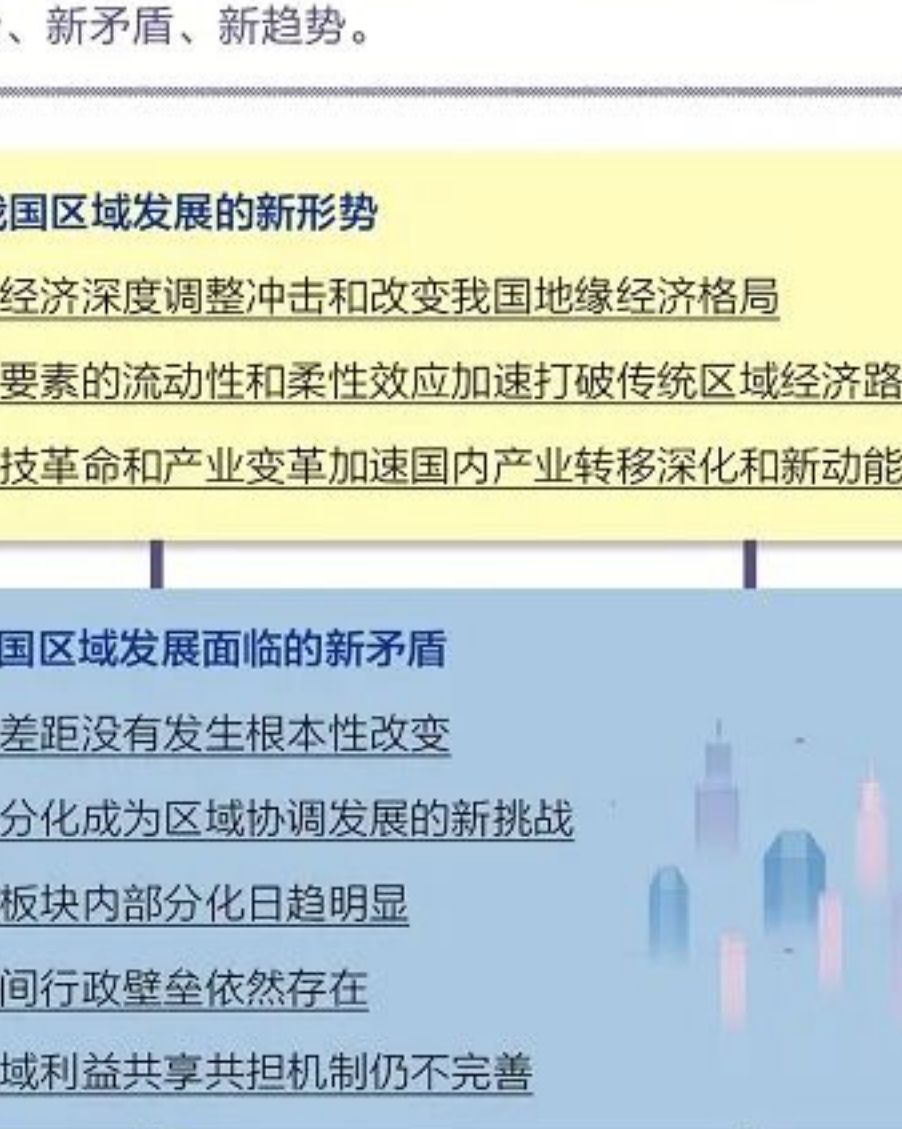 、新矛盾、新趋势。
我国区域发展的新形势
经济深度调整冲击和改变我国地缘经济格局
要素的流动性和柔性效应加速打破传统区域经济路
技革命和产业变革加速国内产业转移深化和新动能
国区域发展面临的新矛盾
差距没有发生根本性改变
分化成为区域协调发展的新挑战
板块内部分化日趋明显
间行政壁垒依然存在
域利益共享共担机制仍不完善